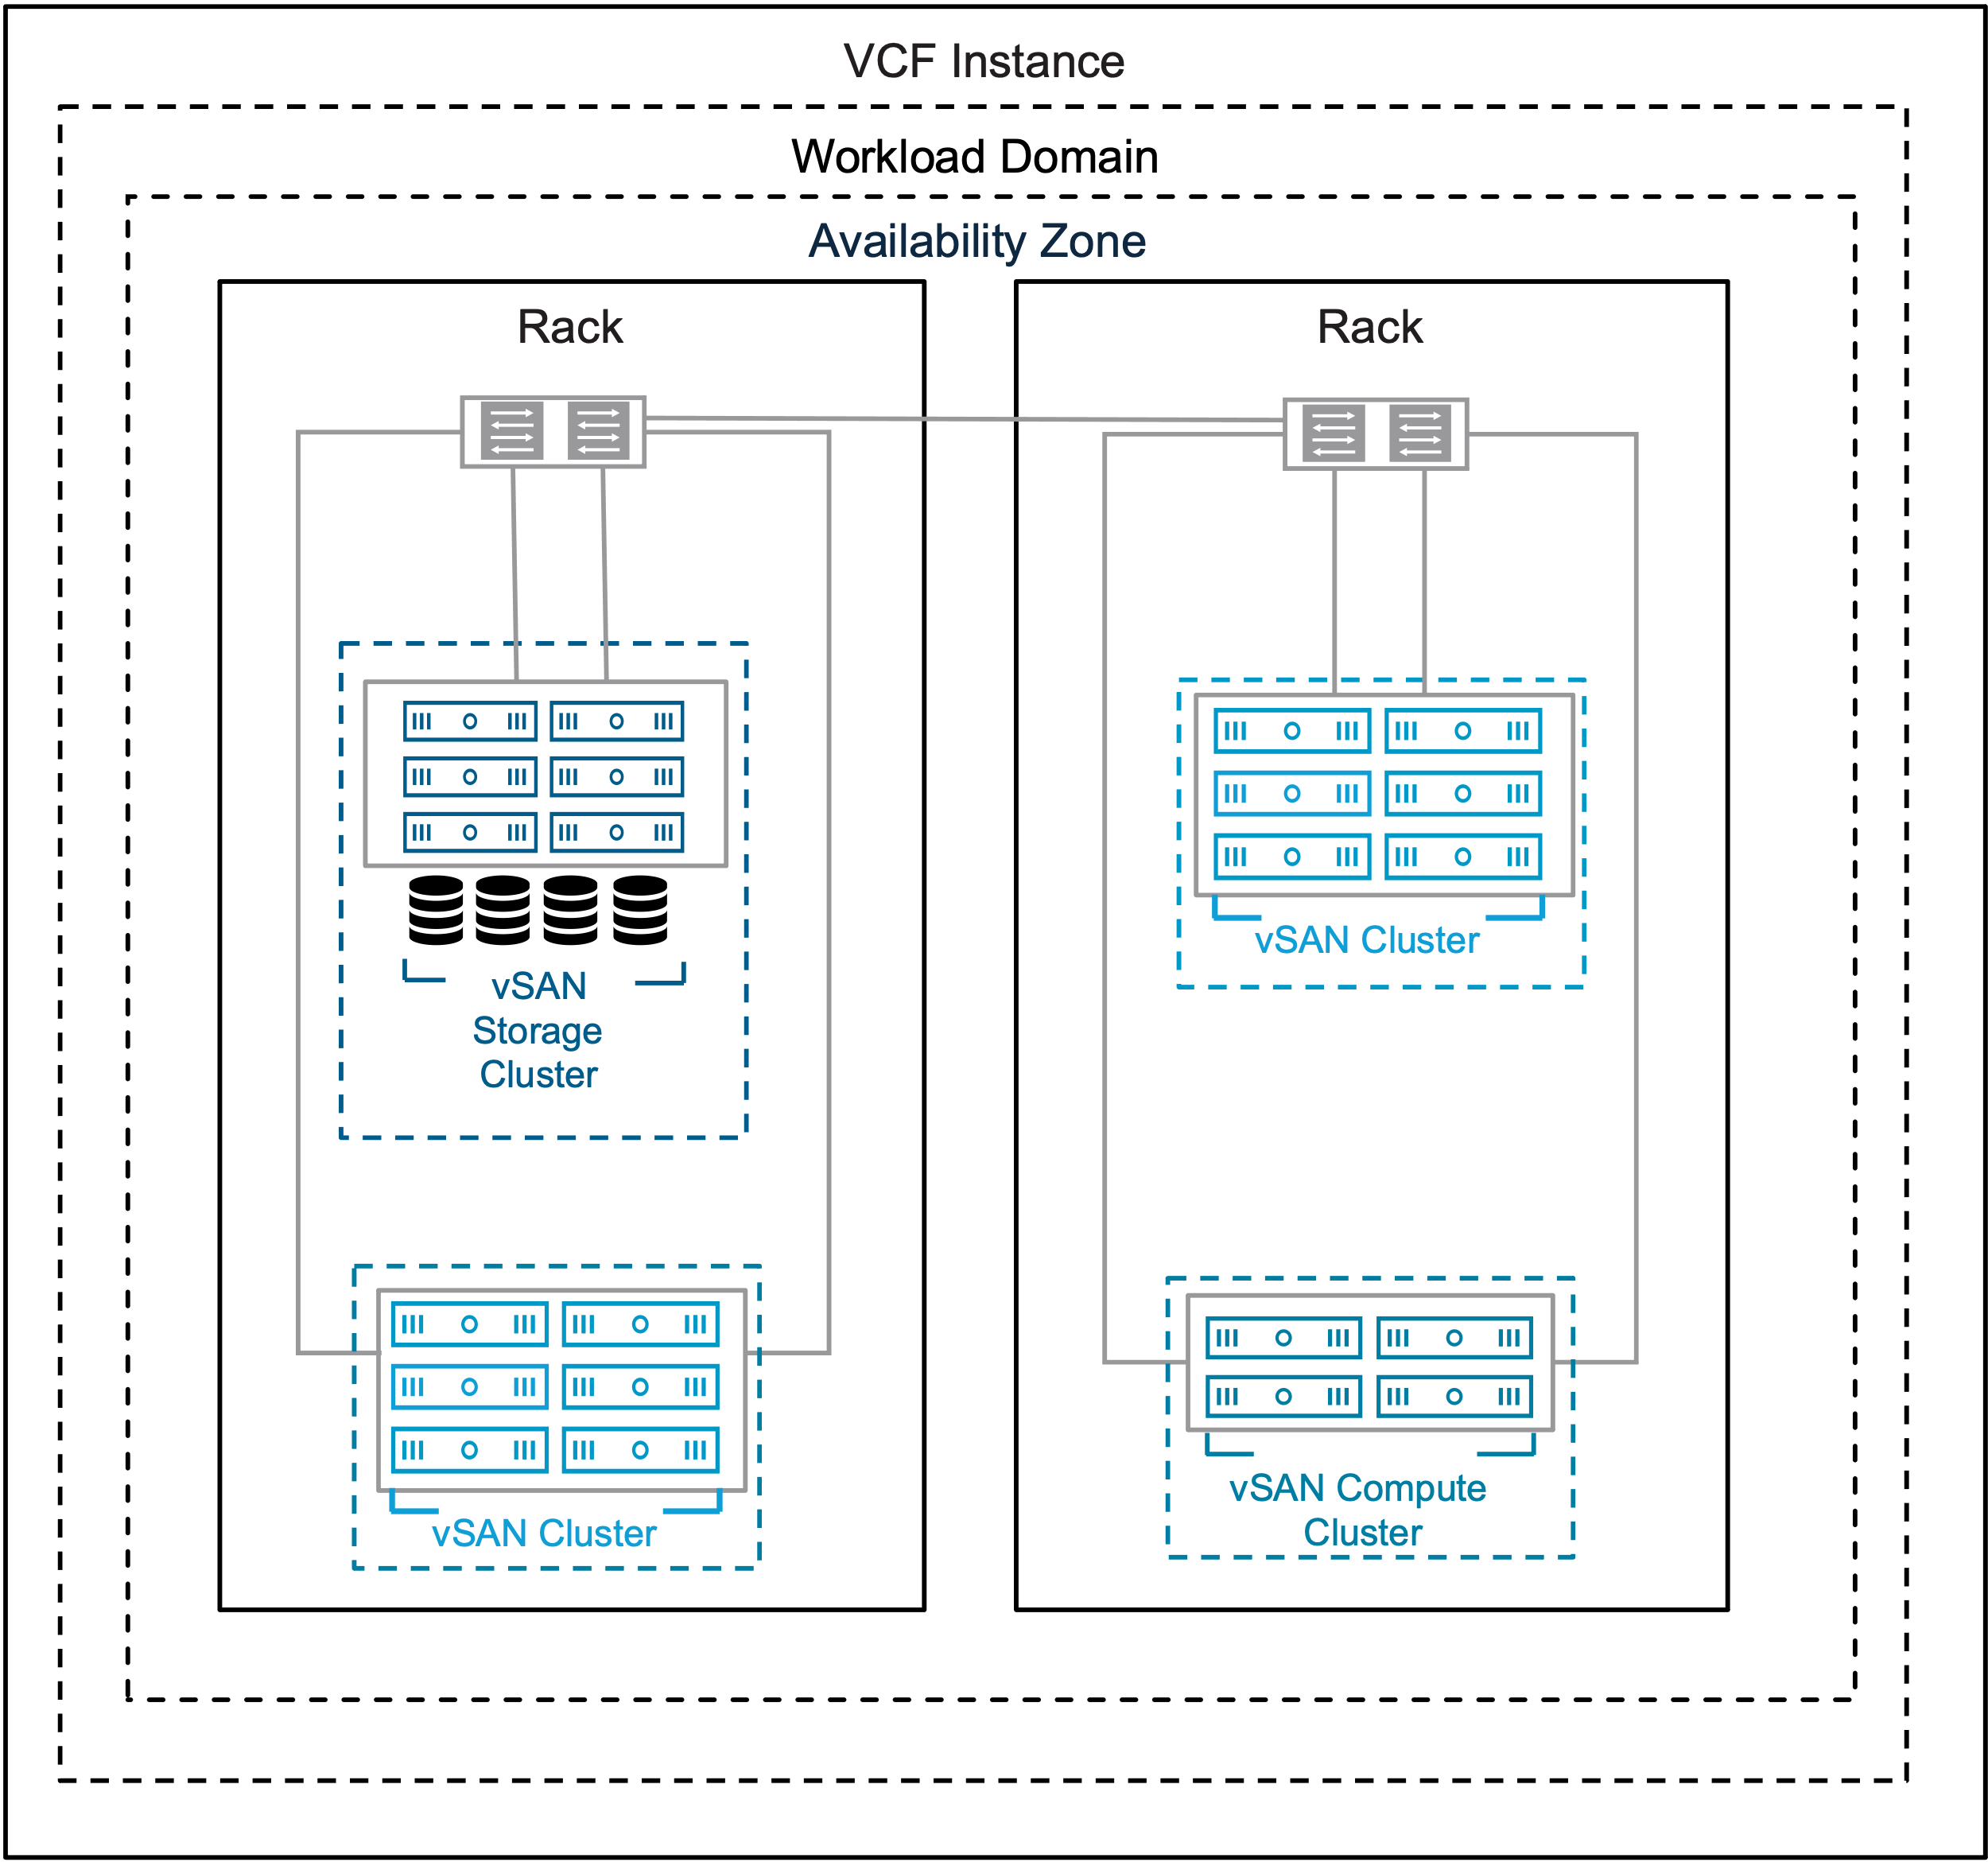 VCF Instance
Workload Domain
Availability Zone
Rack
Rack
vSAN
Storage
Cluster
vSAN Cluster
vSAN Cluster
vSAN Compute
Cluster